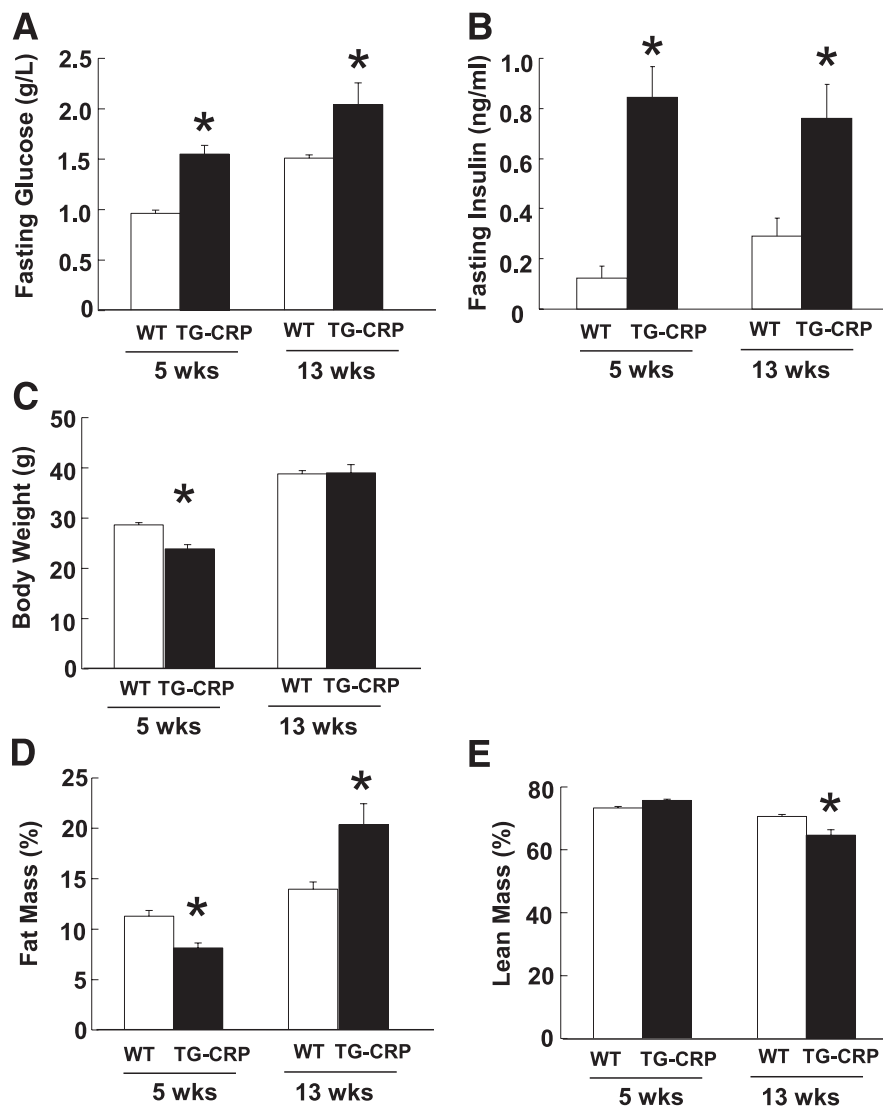 A
Fasting Glucose (g/L)
2.5
2.0
1.5
1.0
0.5
0
*
*
WT TG-CRP WT TG-CRP
5 wks 13 wks
B
Fasting Insulin (ng/ml)
1.0
0.8
0.6
0.4
0.2
0
*
*
WT TG-CRP WT TG-CRP
5 wks 13 wks
C
Body Weight (g)
50
40
30
20
10
0
*
WT TG-CRP WT TG-CRP
5 wks 13 wks
D
Fat Mass (%)
25
20
15
10
5
0
*
*
WT TG-CRP WT TG-CRP
5 wks 13 wks
E
Lean Mass (%)
80
60
40
20
0
*
WT TG-CRP WT TG-CRP
5 wks 13 wks